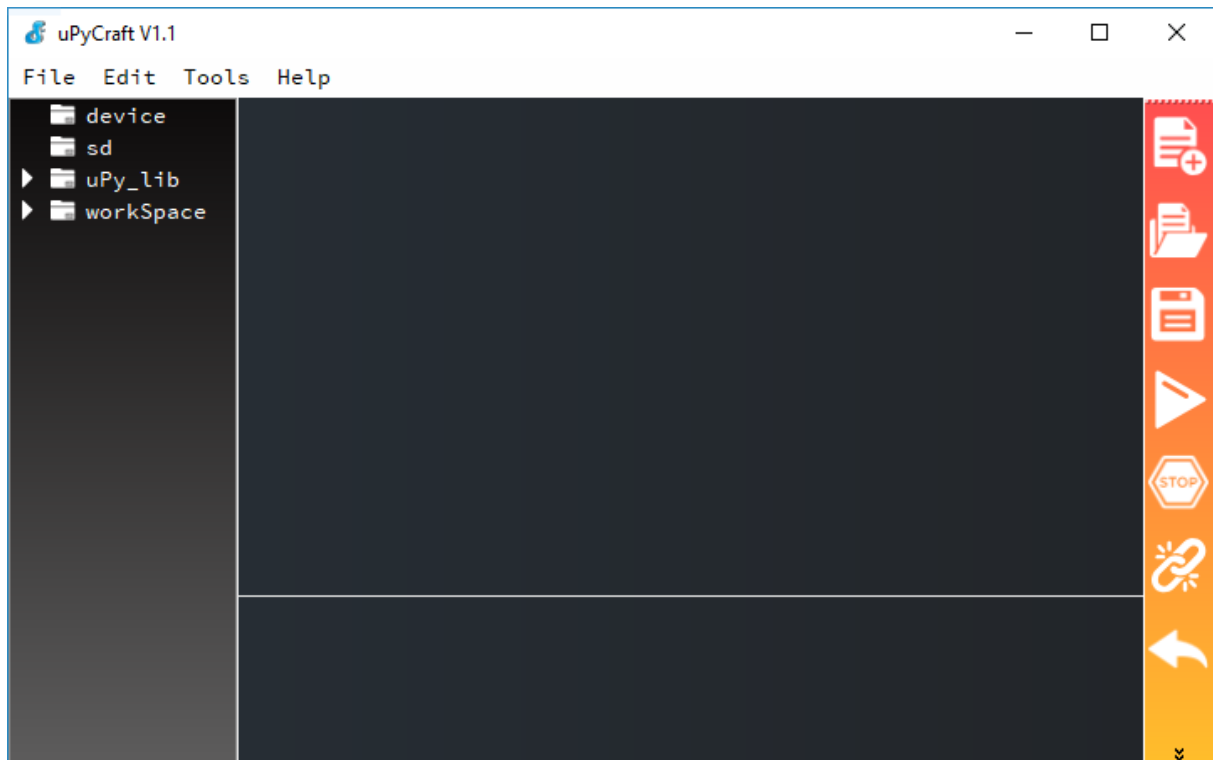 uPyCraft V1.1
File Edit Tools Help
device
sd
uPy_lib
workSpace
STOP